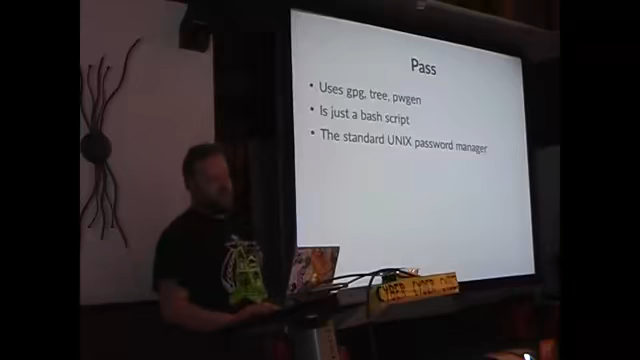 Pass
• Uses gpg, tree, pwgen
• Is just a bash script
• The standard UNIX password manager
CYBER CYBER